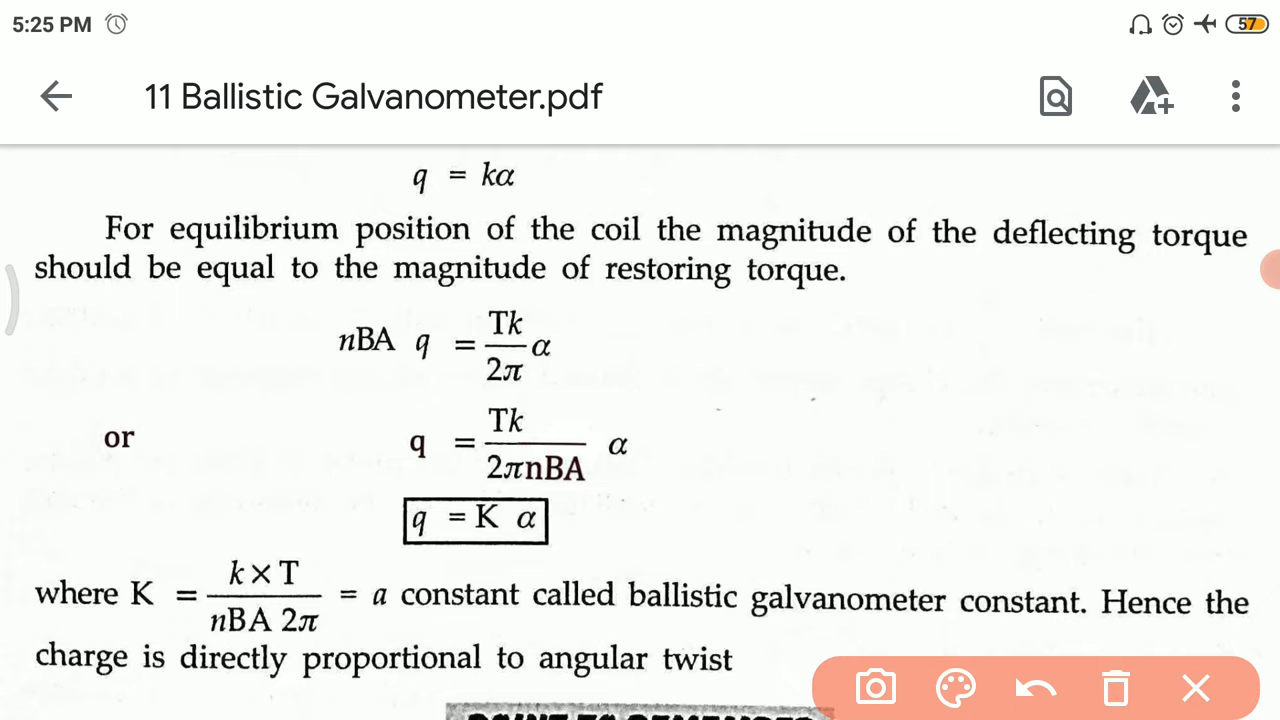 5:25 PM
57
11 Ballistic Galvanometer.pdf
q = kα
For equilibrium position of the coil the magnitude of the deflecting torque
should be equal to the magnitude of restoring torque.
nBA q = Tk/2π α
or q = Tk/2πnBA α
q = K α
where K = k × T/nBA 2π = a constant called ballistic galvanometer constant. Hence the
charge is directly proportional to angular twist